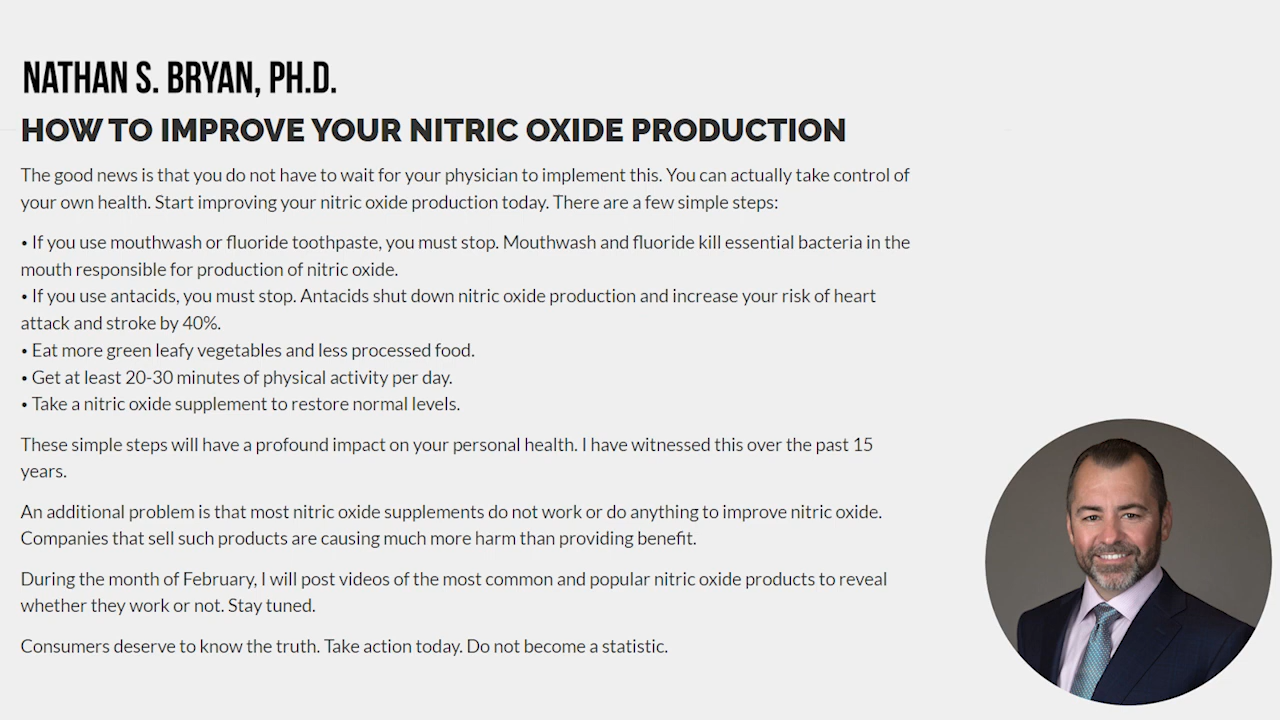 NATHAN S. BRYAN, PH.D.
HOW TO IMPROVE YOUR NITRIC OXIDE PRODUCTION
The good news is that you do not have to wait for your physician to implement this. You can actually take control of
your own health. Start improving your nitric oxide production today. There are a few simple steps:
• If you use mouthwash or fluoride toothpaste, you must stop. Mouthwash and fluoride kill essential bacteria in the
mouth responsible for production of nitric oxide.
• If you use antacids, you must stop. Antacids shut down nitric oxide production and increase your risk of heart
attack and stroke by 40%.
• Eat more green leafy vegetables and less processed food.
• Get at least 20-30 minutes of physical activity per day.
• Take a nitric oxide supplement to restore normal levels.
These simple steps will have a profound impact on your personal health. I have witnessed this over the past 15
years.
An additional problem is that most nitric oxide supplements do not work or do anything to improve nitric oxide.
Companies that sell such products are causing much more harm than providing benefit.
During the month of February, I will post videos of the most common and popular nitric oxide products to reveal
whether they work or not. Stay tuned.
Consumers deserve to know the truth. Take action today. Do not become a statistic.